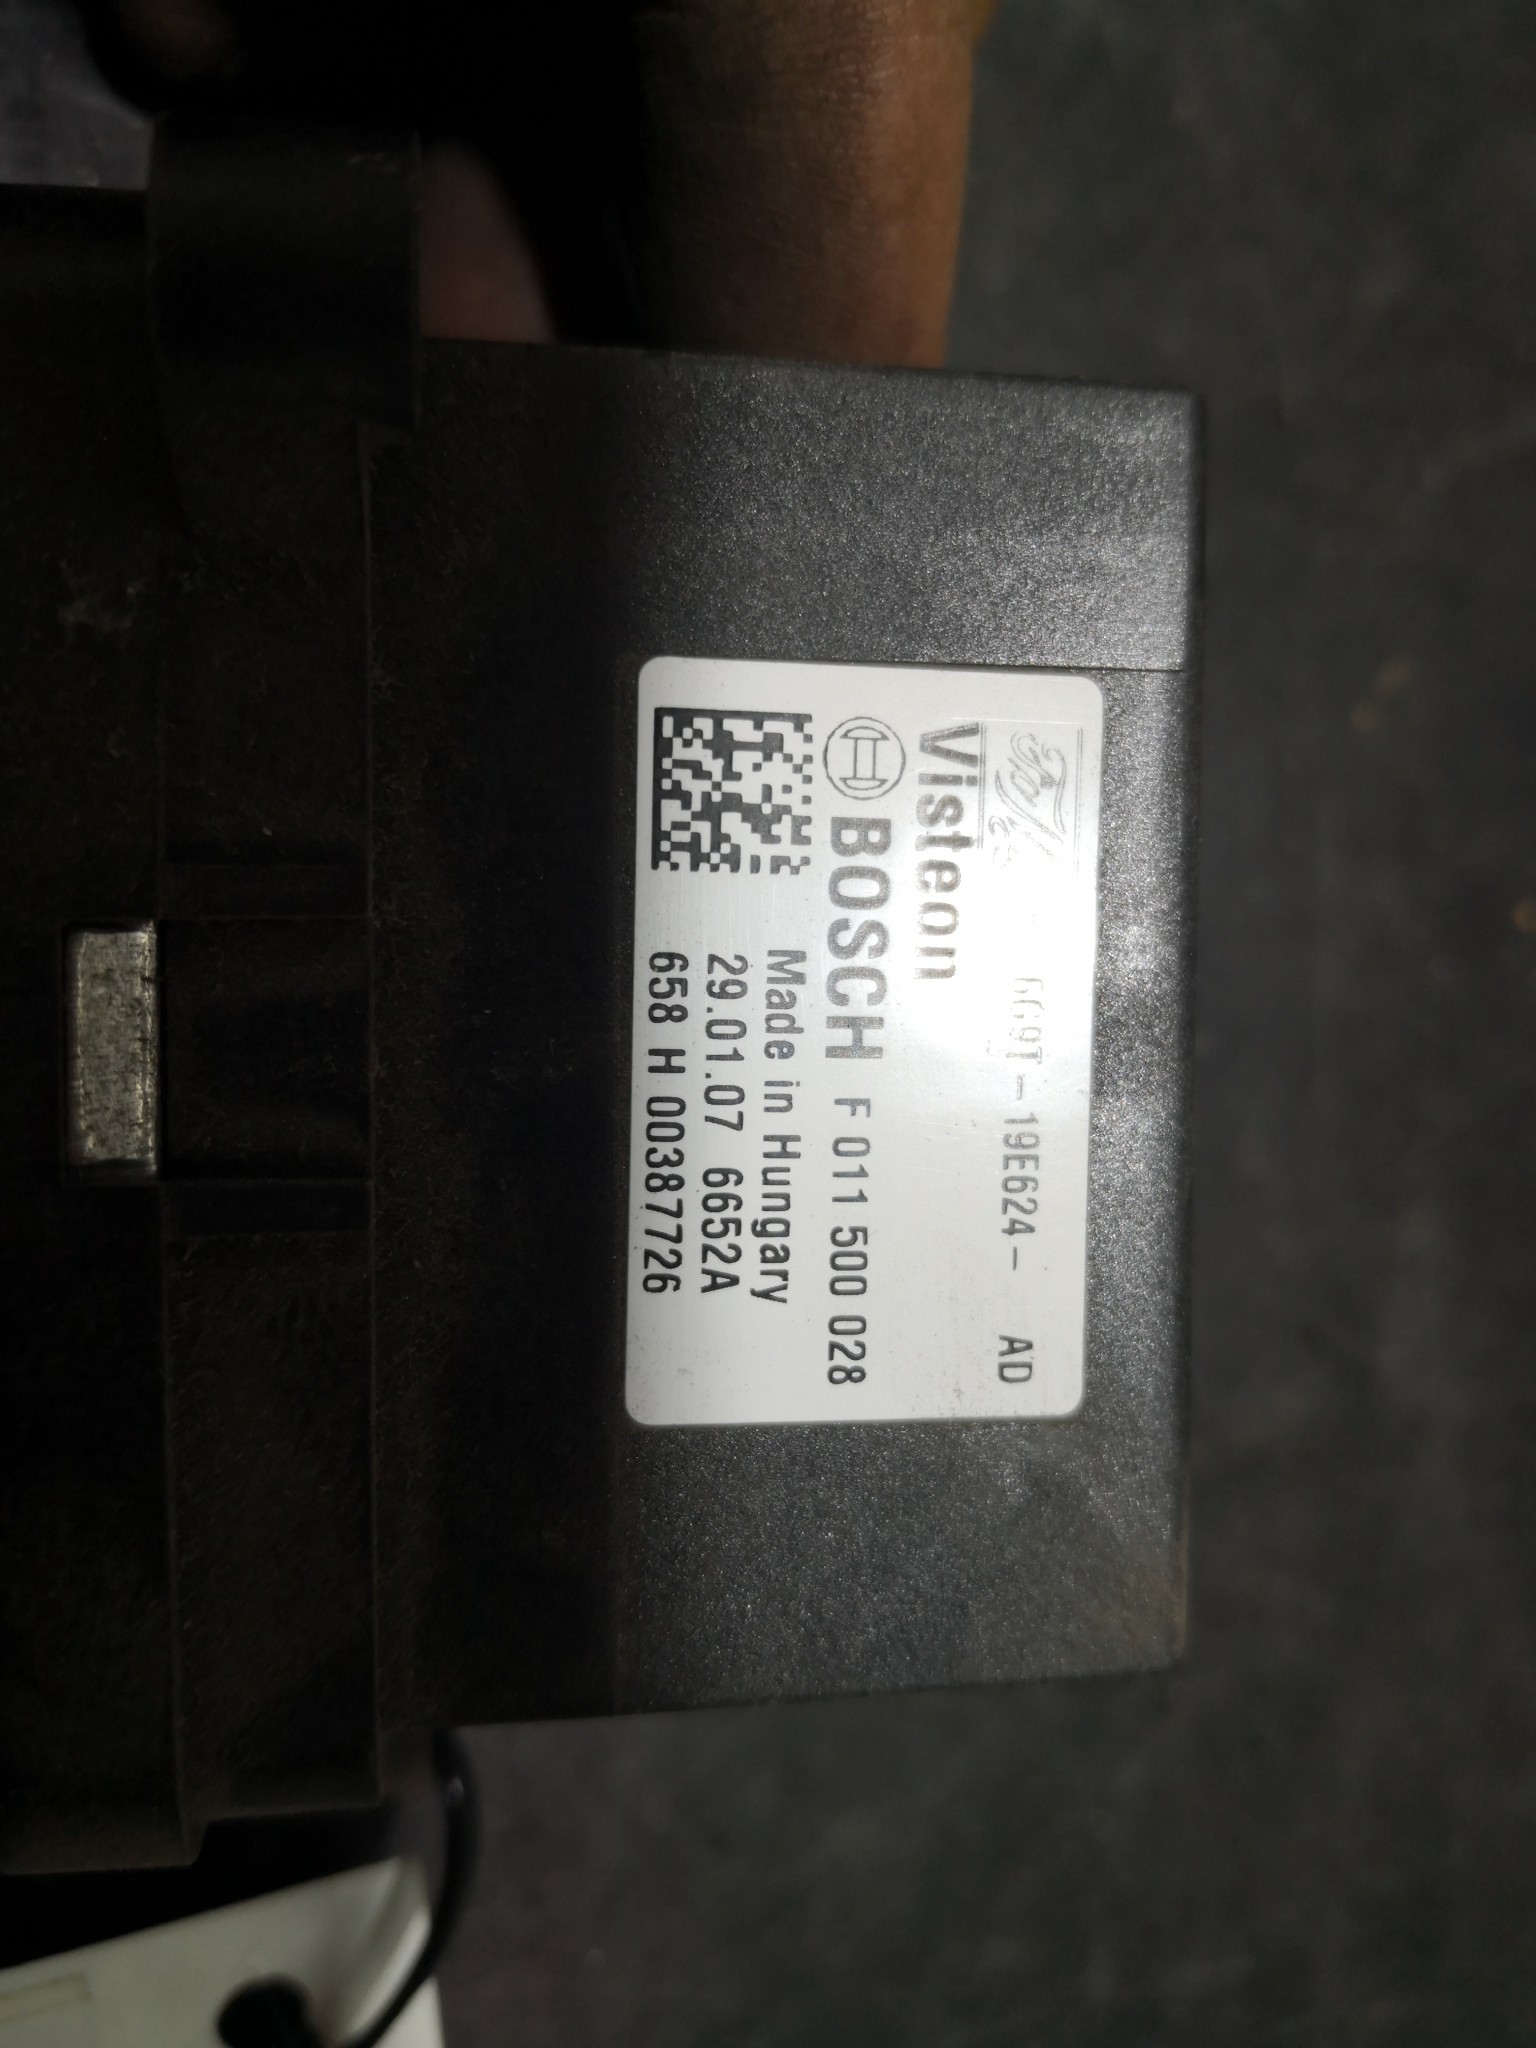 6G9T-19E624- AD
Visteon
BOSCH F 011 500 028
Made in Hungary
29.01.07 6652A
658 H 00387726